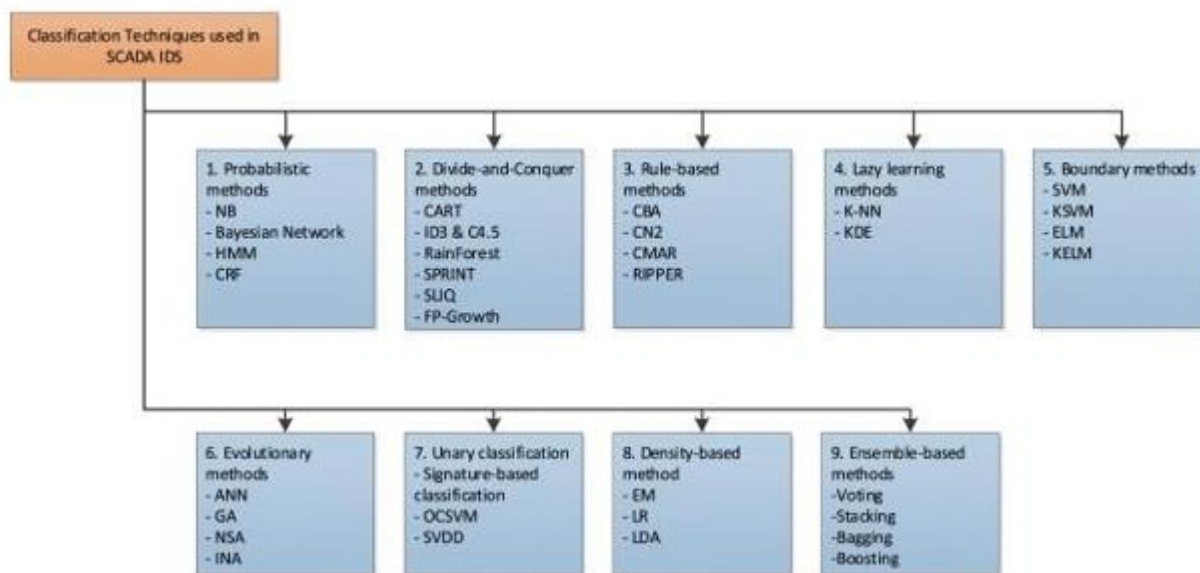 Classification Techniques used in
SCADA IDS
1. Probabilistic
methods
- NB
- Bayesian Network
- HMM
- CRF
2. Divide-and-Conquer
methods
- CART
- ID3 & C4.5
- RainForest
- SPRINT
- SLIQ
- FP-Growth
3. Rule-based
methods
- CBA
- CN2
- CMAR
- RIPPER
4. Lazy learning
methods
- K-NN
- KDE
5. Boundary methods
- SVM
- KSVM
- ELM
- KELM
6. Evolutionary
methods
- ANN
- GA
- NSA
- INA
7. Unary classification
- Signature-based
classification
- OCSVM
- SVDD
8. Density-based
method
- EM
- LR
- LDA
9. Ensemble-based
methods
-Voting
-Stacking
-Bagging
-Boosting